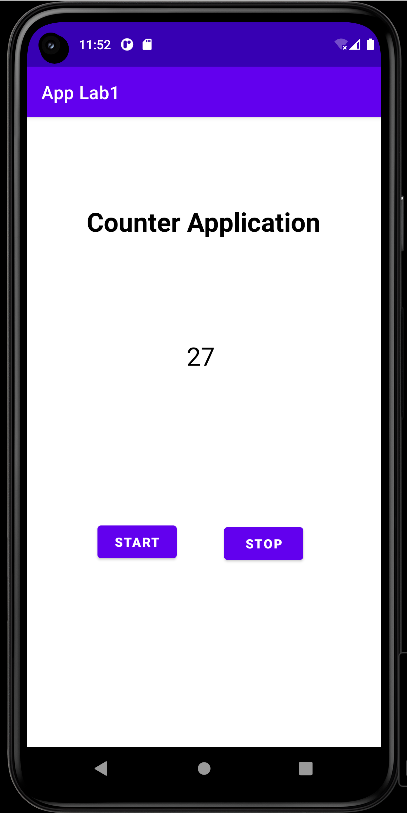 11:52
App Lab1
Counter Application
27
START STOP